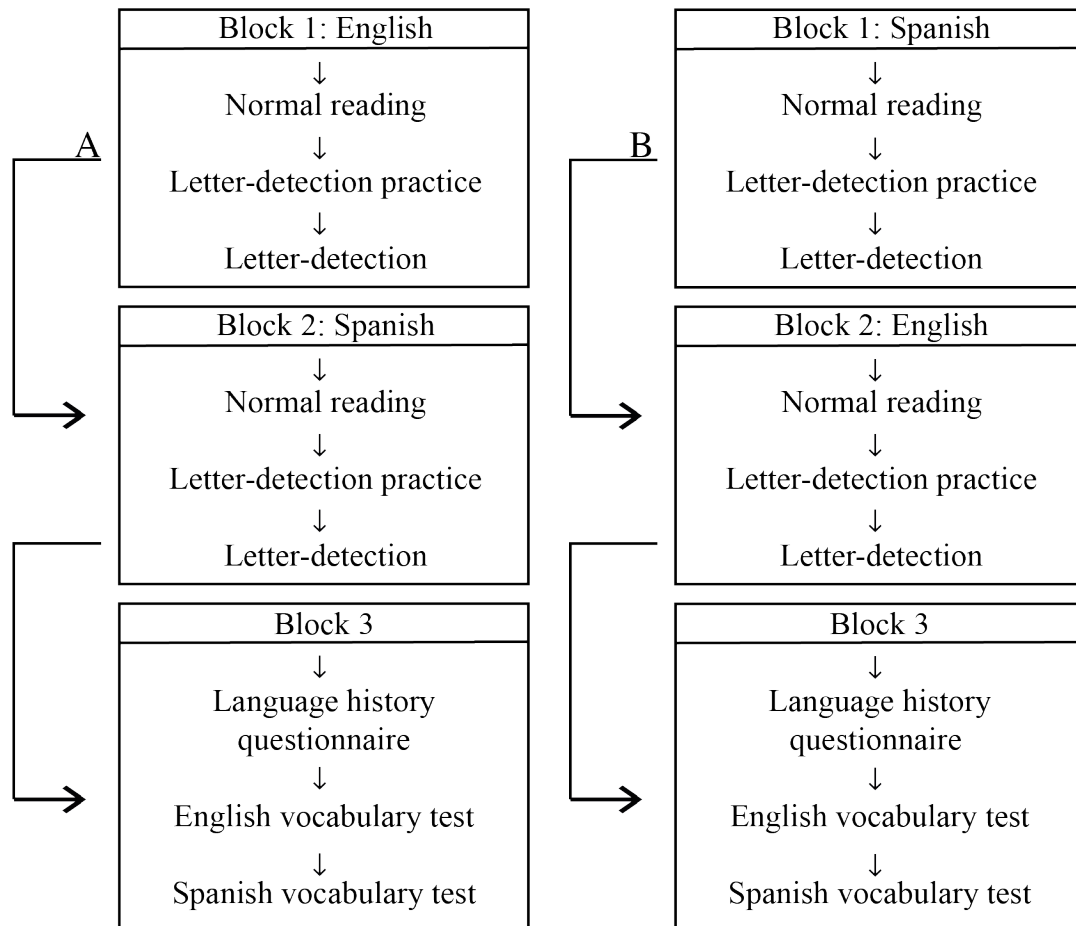 A
Block 1: English
↓
Normal reading
↓
Letter-detection practice
↓
Letter-detection
Block 2: Spanish
↓
Normal reading
↓
Letter-detection practice
↓
Letter-detection
Block 3
↓
Language history
questionnaire
↓
English vocabulary test
↓
Spanish vocabulary test
B
Block 1: Spanish
↓
Normal reading
↓
Letter-detection practice
↓
Letter-detection
Block 2: English
↓
Normal reading
↓
Letter-detection practice
↓
Letter-detection
Block 3
↓
Language history
questionnaire
↓
English vocabulary test
↓
Spanish vocabulary test